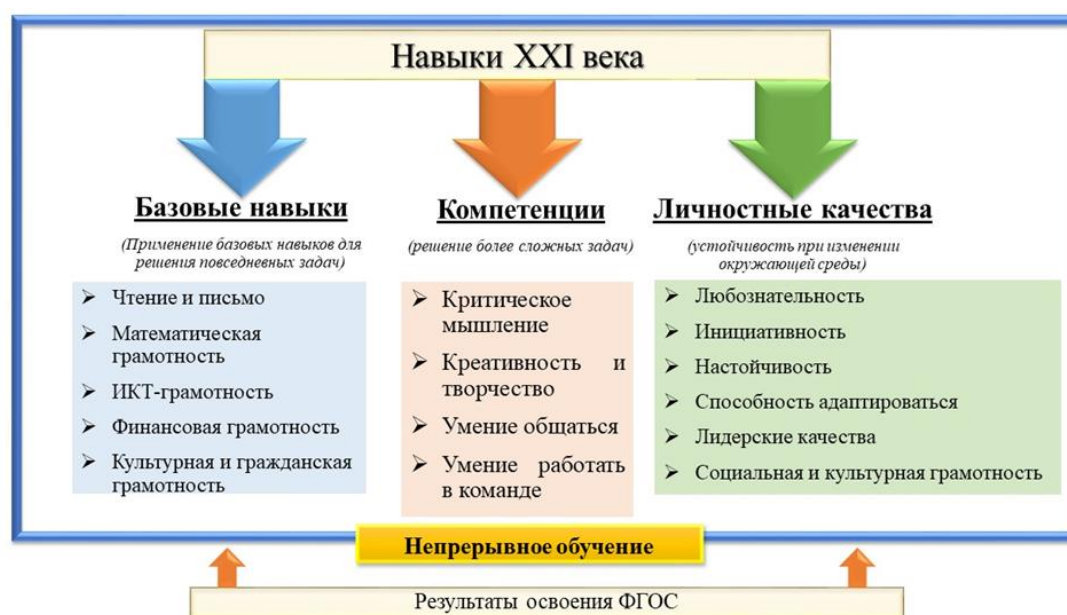 Навыки XXI века
Базовые навыки
(Применение базовых навыков для
решения повседневных задач)
➢ Чтение и письмо
➢ Математическая
грамотность
➢ ИКТ-грамотность
➢ Финансовая грамотность
➢ Культурная и гражданская
грамотность
Компетенции
(решение более сложных задач)
➢ Критическое
мышление
➢ Креативность и
творчество
➢ Умение общаться
➢ Умение работать
в команде
Личностные качества
(устойчивость при изменении
окружающей среды)
➢ Любознательность
➢ Инициативность
➢ Настойчивость
➢ Способность адаптироваться
➢ Лидерские качества
➢ Социальная и культурная грамотность
Непрерывное обучение
Результаты освоения ФГОС